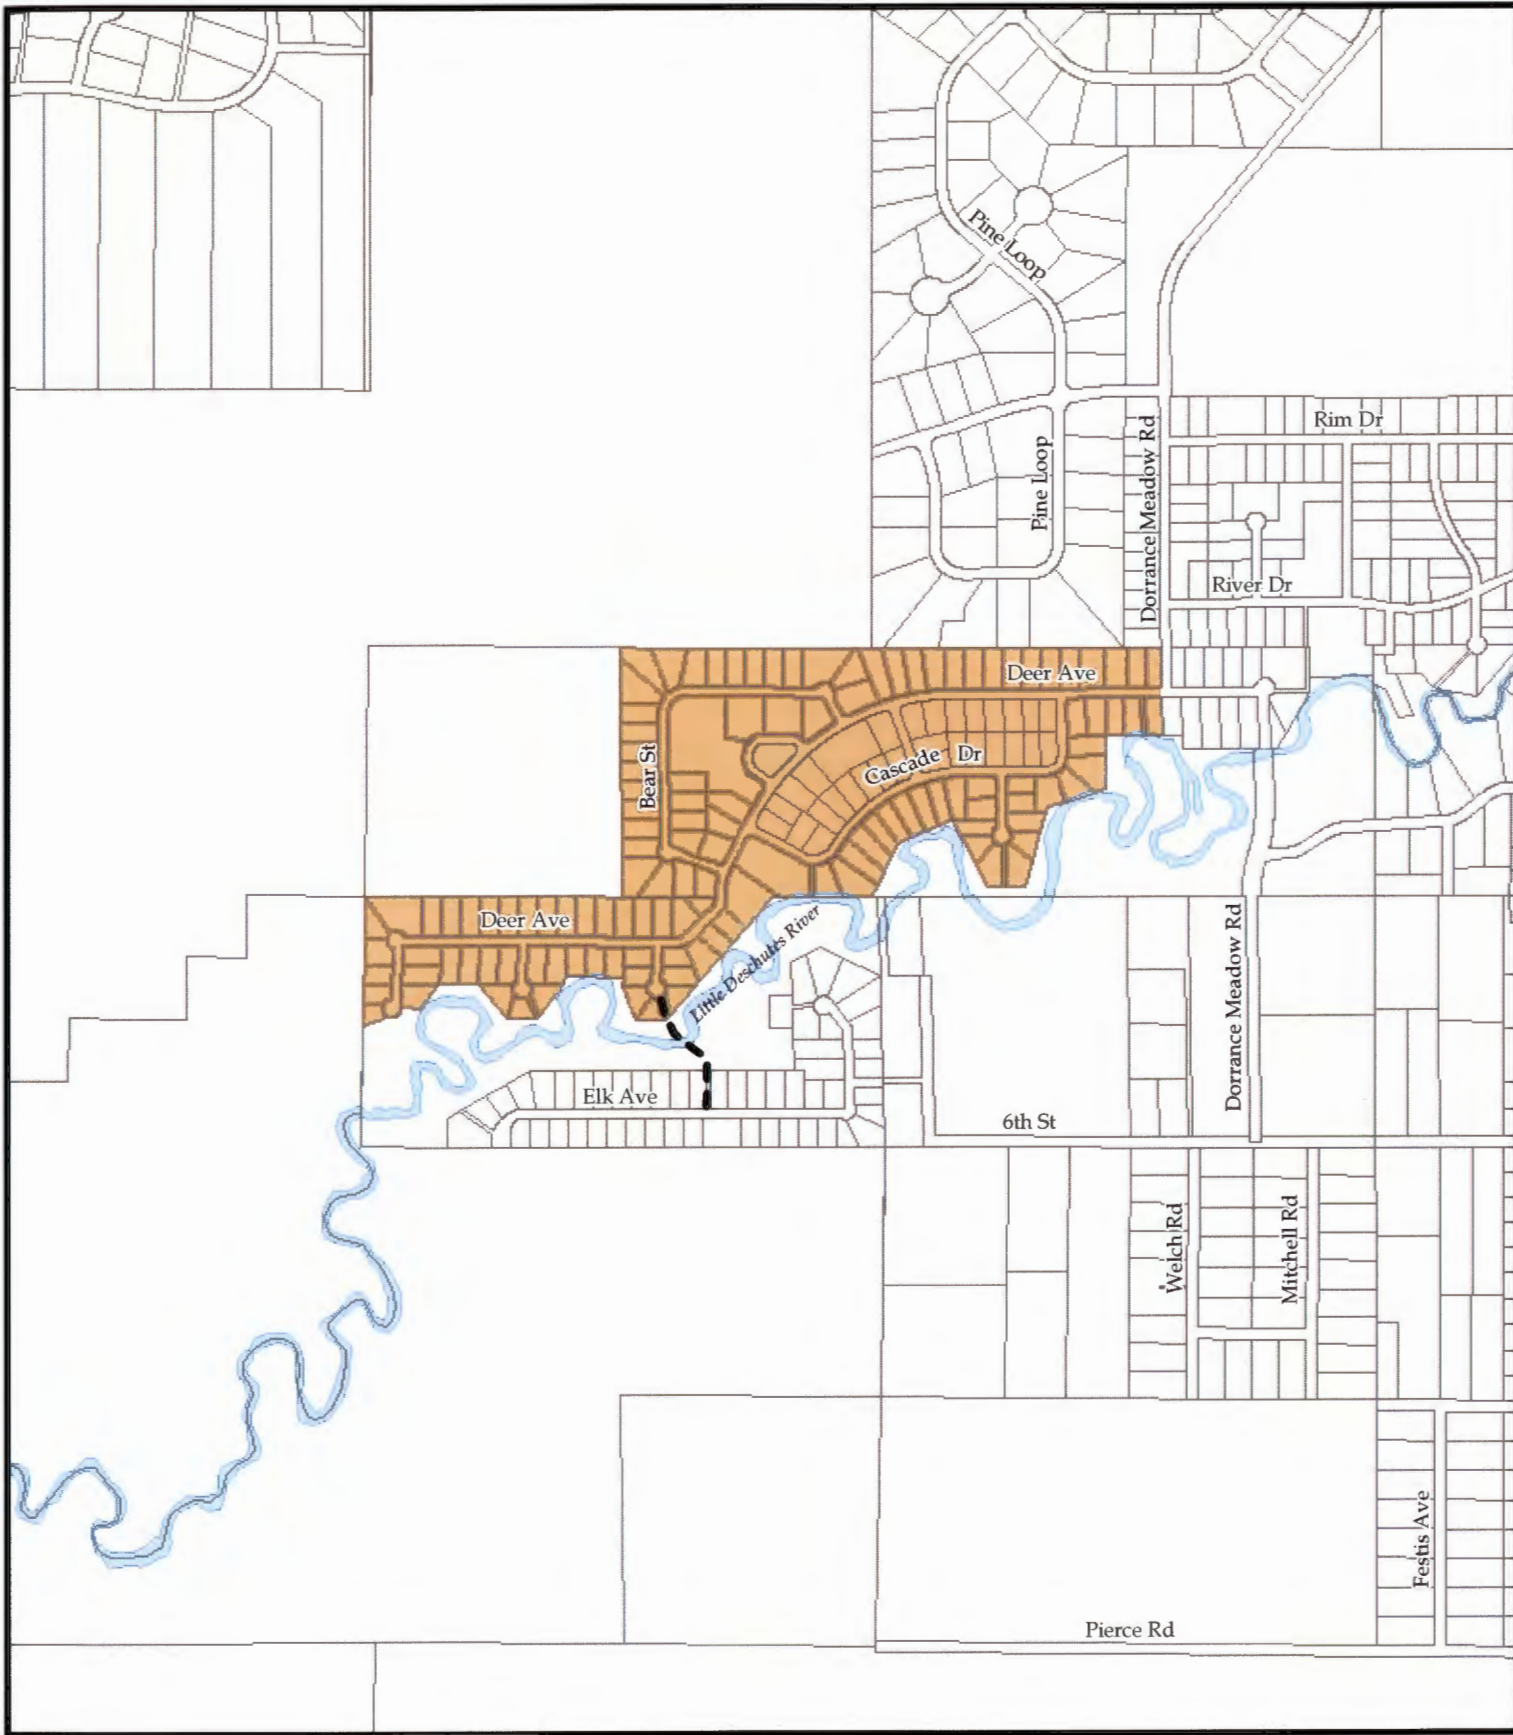 Pine Loop
Rim Dr
Pine Loop
Dorrance Meadow Rd
River Dr
Deer Ave
Bear St
Cascade Dr
Deer Ave
Little Deschutes River
Dorrance Meadow Rd
Elk Ave
6th St
Welch Rd
Mitchell Rd
Festis Ave
Pierce Rd